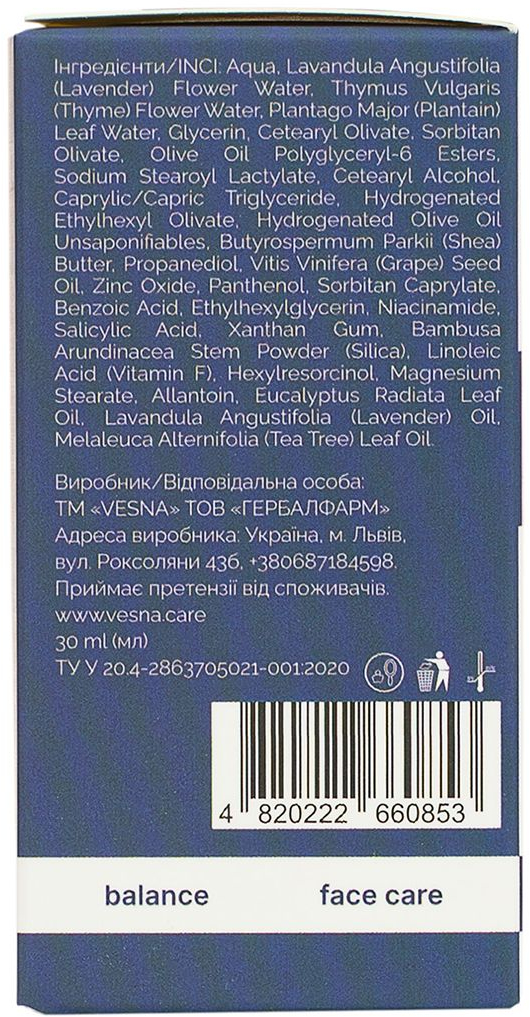 Інгредієнти/INCI: Aqua, Lavandula Angustifolia
(Lavender) Flower Water, Thymus Vulgaris
(Thyme) Flower Water, Plantago Major (Plantain)
Leaf Water, Glycerin, Cetearyl Olivate, Sorbitan
Olivate, Olive Oil Polyglyceryl-6 Esters,
Sodium Stearoyl Lactylate, Cetearyl Alcohol,
Caprylic/Capric Triglyceride, Hydrogenated
Ethylhexyl Olivate, Hydrogenated Olive Oil
Unsaponifiables, Butyrospermum Parkii (Shea)
Butter, Propanediol, Vitis Vinifera (Grape) Seed
Oil, Zinc Oxide, Panthenol, Sorbitan Caprylate,
Benzoic Acid, Ethylhexylglycerin, Niacinamide,
Salicylic Acid, Xanthan Gum, Bambusa
Arundinacea Stem Powder (Silica), Linoleic
Acid (Vitamin F), Hexylresorcinol, Magnesium
Stearate, Allantoin, Eucalyptus Radiata Leaf
Oil, Lavandula Angustifolia (Lavender) Oil,
Melaleuca Alternifolia (Tea Tree) Leaf Oil.
Виробник/Відповідальна особа:
ТМ «VESNA» ТОВ «ГЕРБАЛФАРМ»
Адреса виробника: Україна, м. Львів,
вул. Роксоляни 43б, +380687184598.
Приймає претензії від споживачів.
www.vesna.care
30 ml (мл)
ТУ У 20.4-2863705021-001:2020
4 820222 660853
balance face care